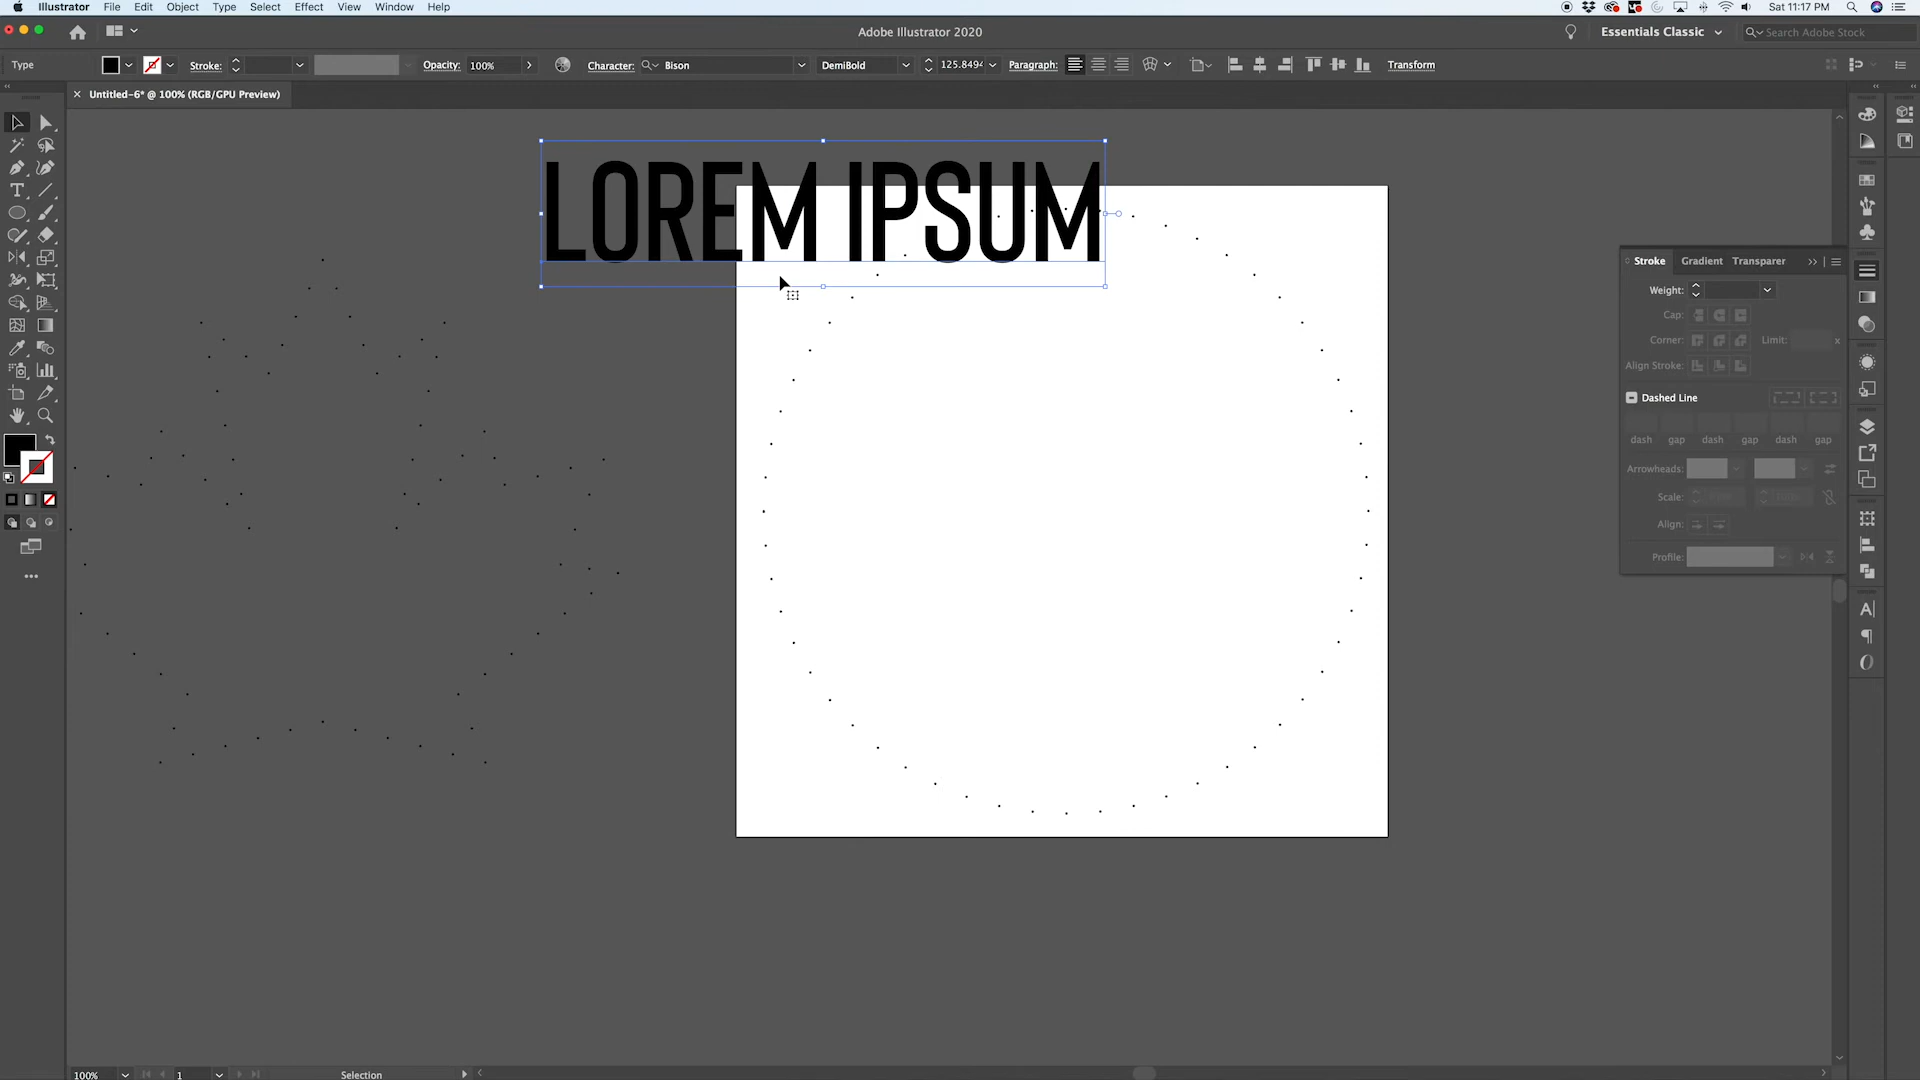 Illustrator File Edit Object Type Select Effect View Window Help Sat 11:17 PM
Adobe Illustrator 2020 Essentials Classic Search Adobe Stock
Type Stroke: Opacity: 100% Character: Bison DemiBold 125.8494 Paragraph: Transform
× Untitled-6* @ 100% (RGB/GPU Preview)
LOREM IPSUM
Stroke Gradient Transparer
Weight:
Cap:
Corner: Limit: x
Align Stroke:
Dashed Line
dash gap dash gap dash gap
Arrowheads:
Scale:
Align:
Profile:
100% 1 Selection